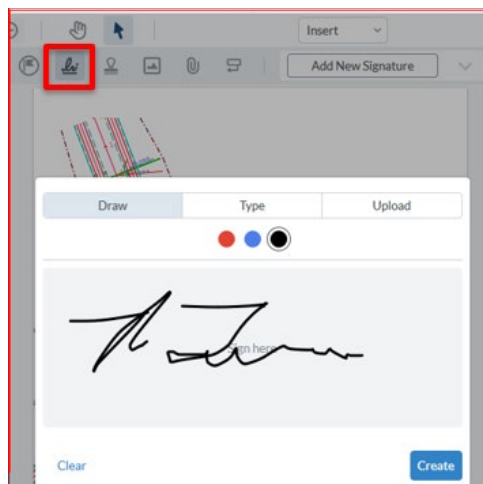 Insert
Add New Signature
Draw Type Upload
Sign here
Clear Create